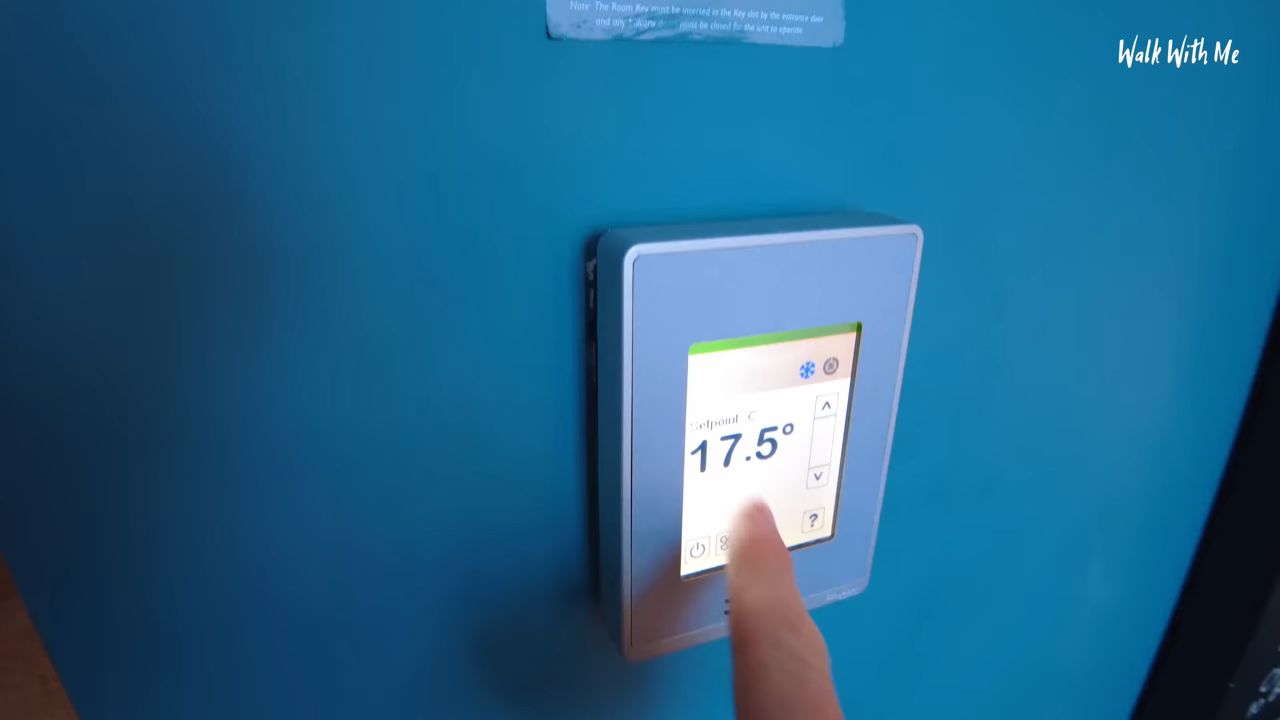 Note The Room Key must be inserted in the Key slot by the entrance door
and any Balcony doors must be closed for the unit to operate
Walk With Me
Setpoint C
17.5°
?